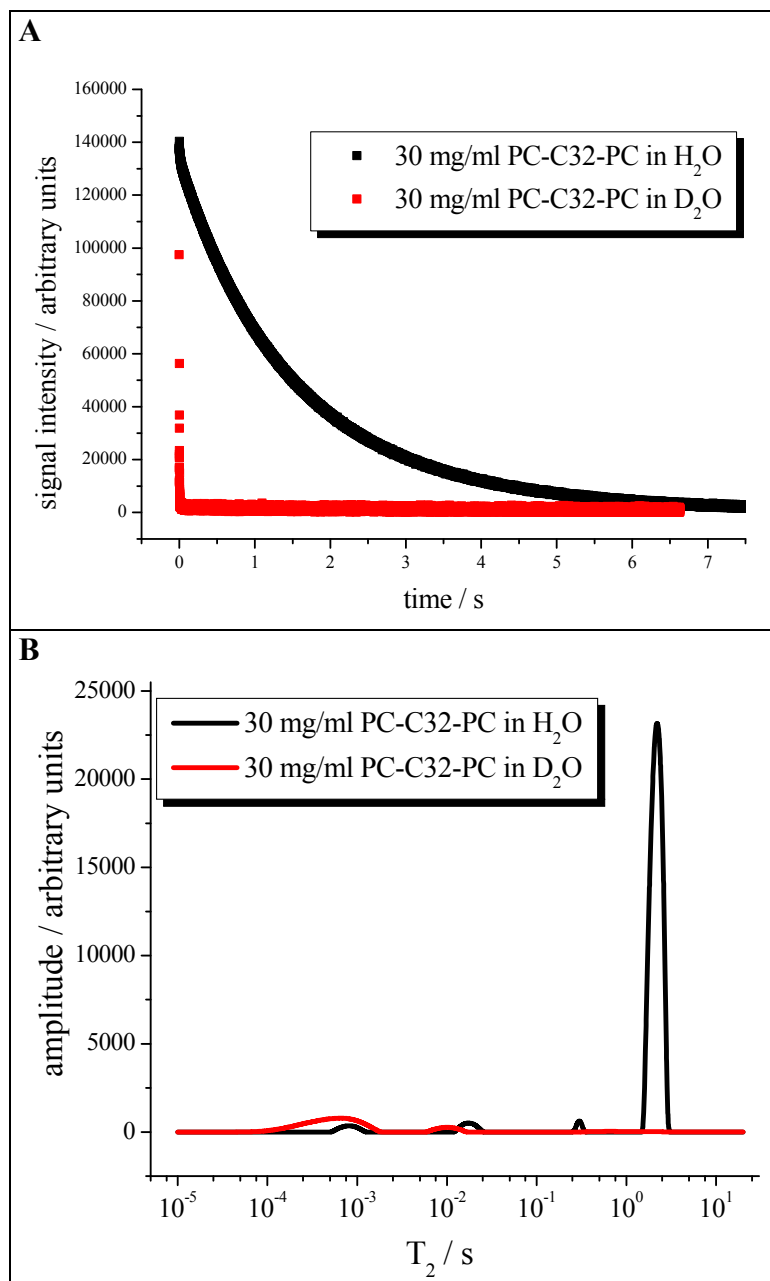 A
160000
140000
120000
100000
80000
60000
40000
20000
0
signal intensity / arbitrary units
30 mg/ml PC-C32-PC in H₂O
30 mg/ml PC-C32-PC in D₂O
0 1 2 3 4 5 6 7
time / s
B
25000
20000
15000
10000
5000
0
amplitude / arbitrary units
30 mg/ml PC-C32-PC in H₂O
30 mg/ml PC-C32-PC in D₂O
10⁻⁵ 10⁻⁴ 10⁻³ 10⁻² 10⁻¹ 10⁰ 10¹
T₂ / s